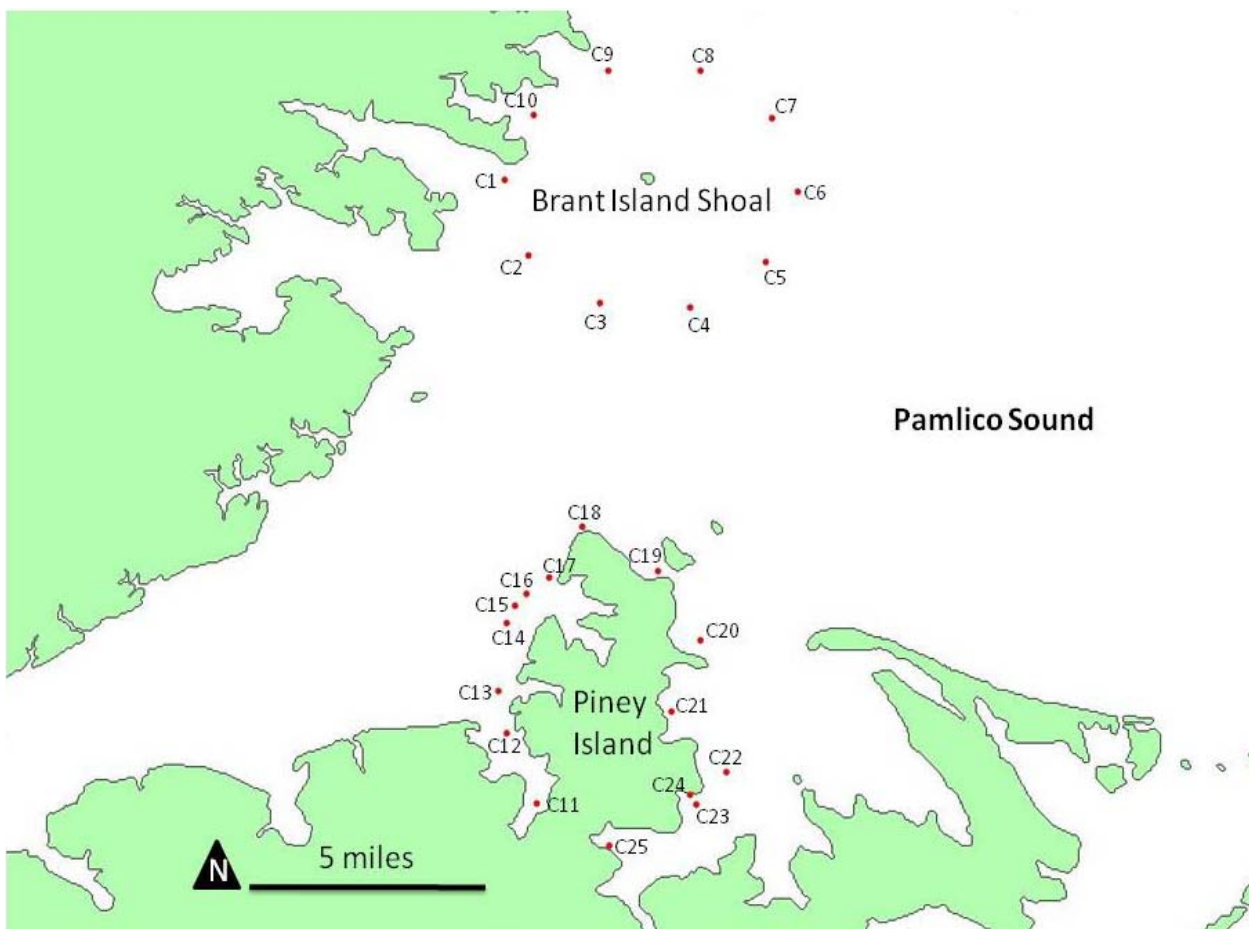 C9
C8
C10
C7
C1
Brant Island Shoal
C6
C2
C5
C3
C4
Pamlico Sound
C18
C19
C17
C16
C15
C14
C20
C13
Piney
Island
C21
C12
C22
C24
C11
C23
C25
N
5 miles